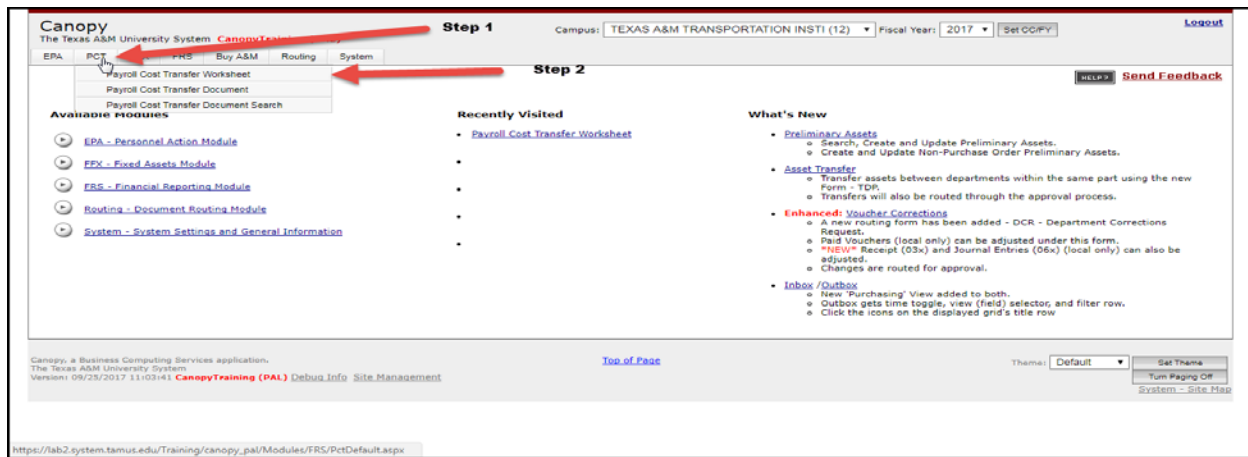 Canopy
Step 1
Campus: TEXAS A&M TRANSPORTATION INSTI (12) Fiscal Year: 2017 Set CC/FY
Logout
The Texas A&M University System
EPA PCT FRS Buy A&M Routing System
Step 2
Payroll Cost Transfer Worksheet
Payroll Cost Transfer Document
Payroll Cost Transfer Document Search
HELP? Send Feedback
Available Modules
EPA - Personnel Action Module
FFX - Fixed Assets Module
FRS - Financial Reporting Module
Routing - Document Routing Module
System - System Settings and General Information
Recently Visited
Payroll Cost Transfer Worksheet
What's New
Preliminary Assets
Search, Create and Update Preliminary Assets.
Create and Update Non-Purchase Order Preliminary Assets.
Asset Transfer
Transfer assets between departments within the same part using the new
Form - TDP.
Transfers will also be routed through the approval process.
Enhanced: Voucher Corrections
A new routing form has been added - DCR - Department Corrections
Request.
Paid Vouchers (local only) can be adjusted under this form.
*NEW* Receipt (03x) and Journal Entries (06x) (local only) can also be
adjusted.
Changes are routed for approval.
Inbox /Outbox
New 'Purchasing' View added to both.
Outbox gets time toggle, view (field) selector, and filter row.
Click the icons on the displayed grid's title row
Canopy, a Business Computing Services application.
The Texas A&M University System
Version: 09/25/2017 11:03:41 CanopyTraining (PAL) Debug Info Site Management
Top of Page
Theme: Default Set Theme
Turn Paging Off
System - Site Map
https://lab2.system.tamus.edu/Training/canopy_pal/Modules/FRS/PctDefault.aspx